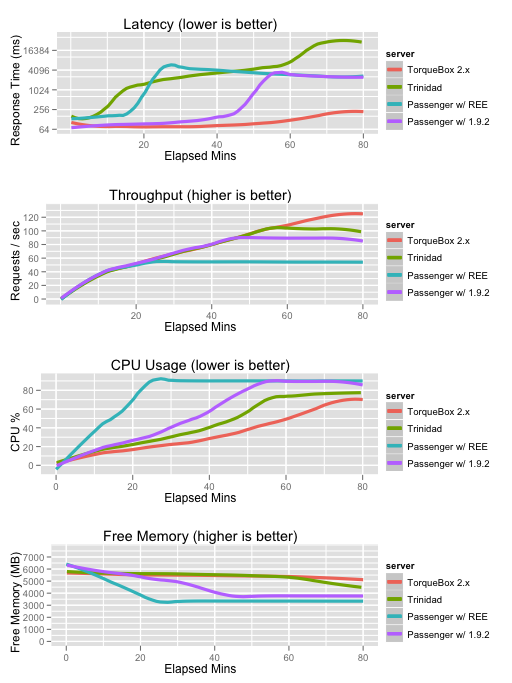 Latency (lower is better)
Response Time (ms)
16384
4096
1024
256
64
20
40
60
80
Elapsed Mins
server
TorqueBox 2.x
Trinidad
Passenger w/ REE
Passenger w/ 1.9.2
Throughput (higher is better)
Requests / sec
120
100
80
60
40
20
0
20
40
60
80
Elapsed Mins
server
TorqueBox 2.x
Trinidad
Passenger w/ REE
Passenger w/ 1.9.2
CPU Usage (lower is better)
CPU %
80
60
40
20
0
0
20
40
60
80
Elapsed Mins
server
TorqueBox 2.x
Trinidad
Passenger w/ REE
Passenger w/ 1.9.2
Free Memory (higher is better)
Free Memory (MB)
7000
6000
5000
4000
3000
2000
1000
0
0
20
40
60
80
Elapsed Mins
server
TorqueBox 2.x
Trinidad
Passenger w/ REE
Passenger w/ 1.9.2